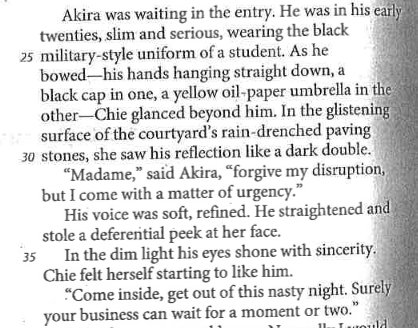 Akira was waiting in the entry. He was in his early
twenties, slim and serious, wearing the black
25 military-style uniform of a student. As he
bowed—his hands hanging straight down, a
black cap in one, a yellow oil-paper umbrella in the
other—Chie glanced beyond him. In the glistening
surface of the courtyard's rain-drenched paving
30 stones, she saw his reflection like a dark double.
"Madame," said Akira, "forgive my disruption,
but I come with a matter of urgency."
His voice was soft, refined. He straightened and
stole a deferential peek at her face.
35 In the dim light his eyes shone with sincerity.
Chie felt herself starting to like him.
"Come inside, get out of this nasty night. Surely
your business can wait for a moment or two."